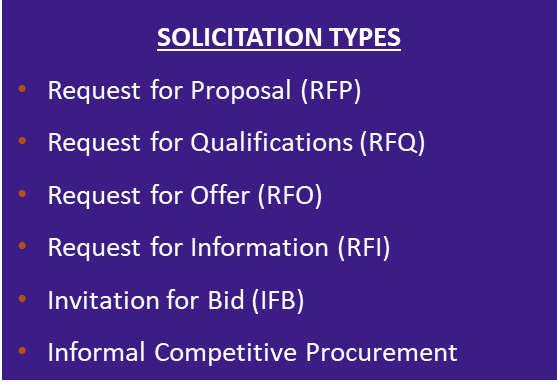 SOLICITATION TYPES
• Request for Proposal (RFP)
• Request for Qualifications (RFQ)
• Request for Offer (RFO)
• Request for Information (RFI)
• Invitation for Bid (IFB)
• Informal Competitive Procurement